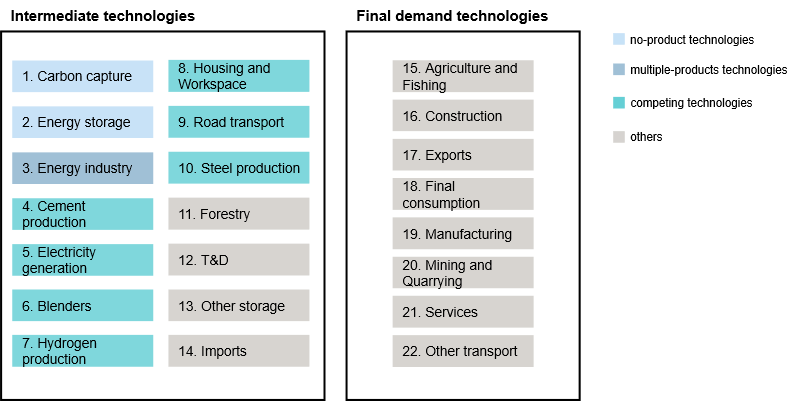 Intermediate technologies
1. Carbon capture
2. Energy storage
3. Energy industry
4. Cement
production
5. Electricity
generation
6. Blenders
7. Hydrogen
production
8. Housing and
Workspace
9. Road transport
10. Steel production
11. Forestry
12. T&D
13. Other storage
14. Imports
Final demand technologies
15. Agriculture and
Fishing
16. Construction
17. Exports
18. Final
consumption
19. Manufacturing
20. Mining and
Quarrying
21. Services
22. Other transport
no-product technologies
multiple-products technologies
competing technologies
others